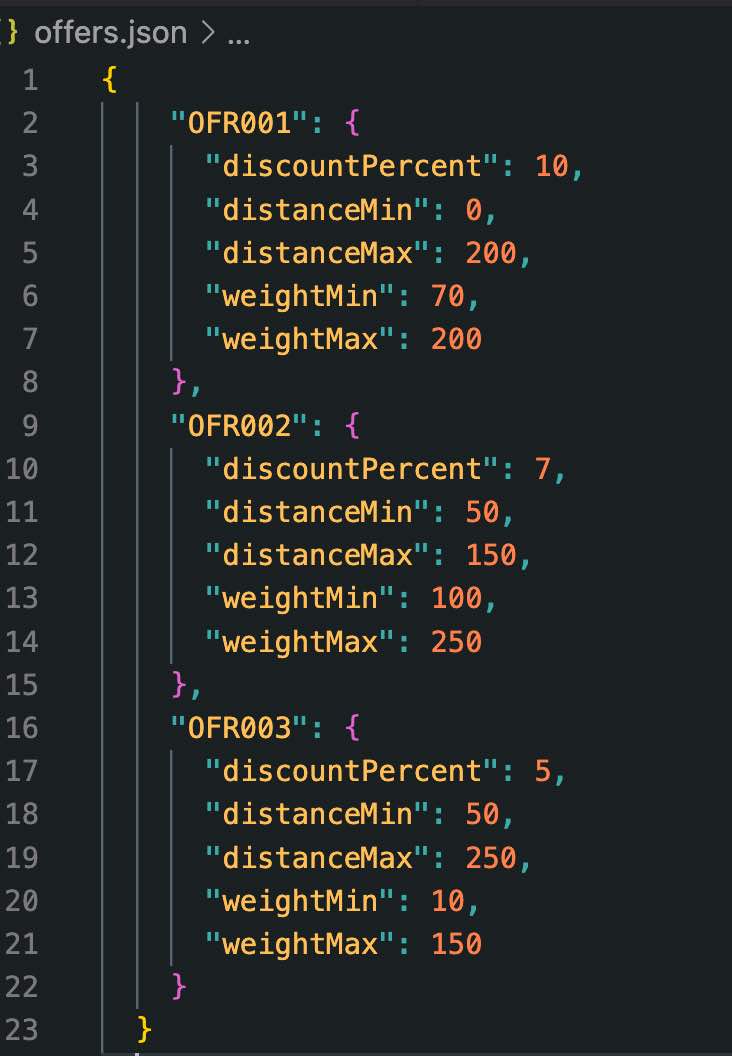 {} offers.json > ...
1 {
2 "OFR001": {
3 "discountPercent": 10,
4 "distanceMin": 0,
5 "distanceMax": 200,
6 "weightMin": 70,
7 "weightMax": 200
8 },
9 "OFR002": {
10 "discountPercent": 7,
11 "distanceMin": 50,
12 "distanceMax": 150,
13 "weightMin": 100,
14 "weightMax": 250
15 },
16 "OFR003": {
17 "discountPercent": 5,
18 "distanceMin": 50,
19 "distanceMax": 250,
20 "weightMin": 10,
21 "weightMax": 150
22 }
23 }